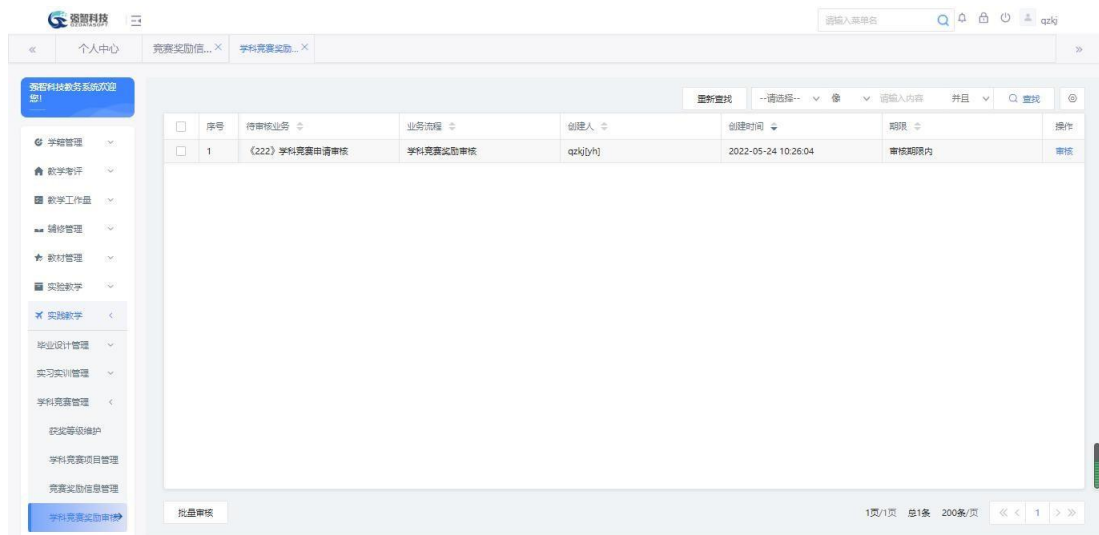 强智科技
QZDATASOFT
请输入菜单名
qzkj
个人中心
竞赛奖励信...
学科竞赛奖励...
强智科技教务系统欢迎您!
学籍管理
教学考评
教学工作量
辅修管理
教材管理
实验教学
实践教学
毕业设计管理
实习实训管理
学科竞赛管理
获奖等级维护
学科竞赛项目管理
竞赛奖励信息管理
学科竞赛奖励审核
重新查找 --请选择-- 像 请输入内容 并且 查找
序号 待审核业务 业务流程 创建人 创建时间 期限 操作
1 《222》学科竞赛申请审核 学科竞赛奖励审核 qzkj[yh] 2022-05-24 10:26:04 审核期限内 审核
批量审核
1页/1页 总1条 200条/页 1